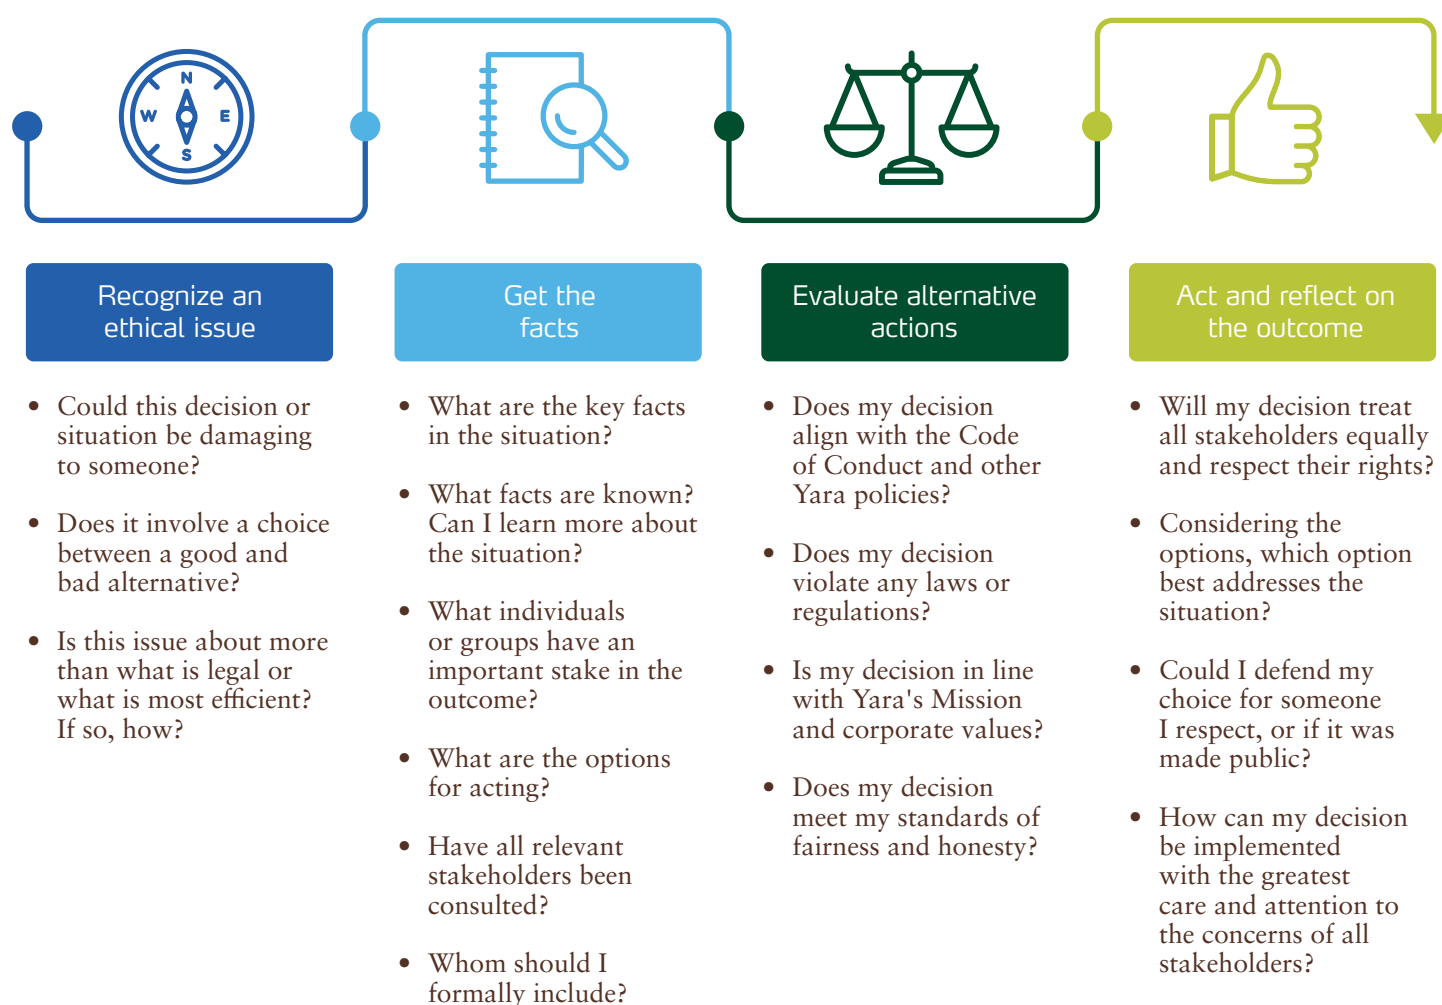 N
W
E
S
Recognize an
ethical issue
• Could this decision or
situation be damaging
to someone?
• Does it involve a choice
between a good and
bad alternative?
• Is this issue about more
than what is legal or
what is most efficient?
If so, how?
Get the
facts
• What are the key facts
in the situation?
• What facts are known?
Can I learn more about
the situation?
• What individuals
or groups have an
important stake in the
outcome?
• What are the options
for acting?
• Have all relevant
stakeholders been
consulted?
• Whom should I
formally include?
Evaluate alternative
actions
• Does my decision
align with the Code
of Conduct and other
Yara policies?
• Does my decision
violate any laws or
regulations?
• Is my decision in line
with Yara's Mission
and corporate values?
• Does my decision
meet my standards of
fairness and honesty?
Act and reflect on
the outcome
• Will my decision treat
all stakeholders equally
and respect their rights?
• Considering the
options, which option
best addresses the
situation?
• Could I defend my
choice for someone
I respect, or if it was
made public?
• How can my decision
be implemented
with the greatest
care and attention to
the concerns of all
stakeholders?